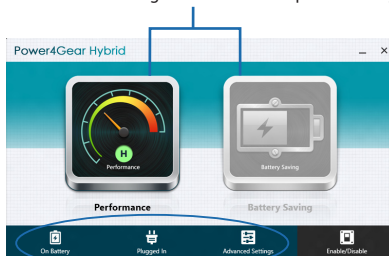 Power4Gear Hybrid
H
Performance
Battery Saving
Performance
Battery Saving
On Battery
Plugged In
Advanced Settings
Enable/Disable